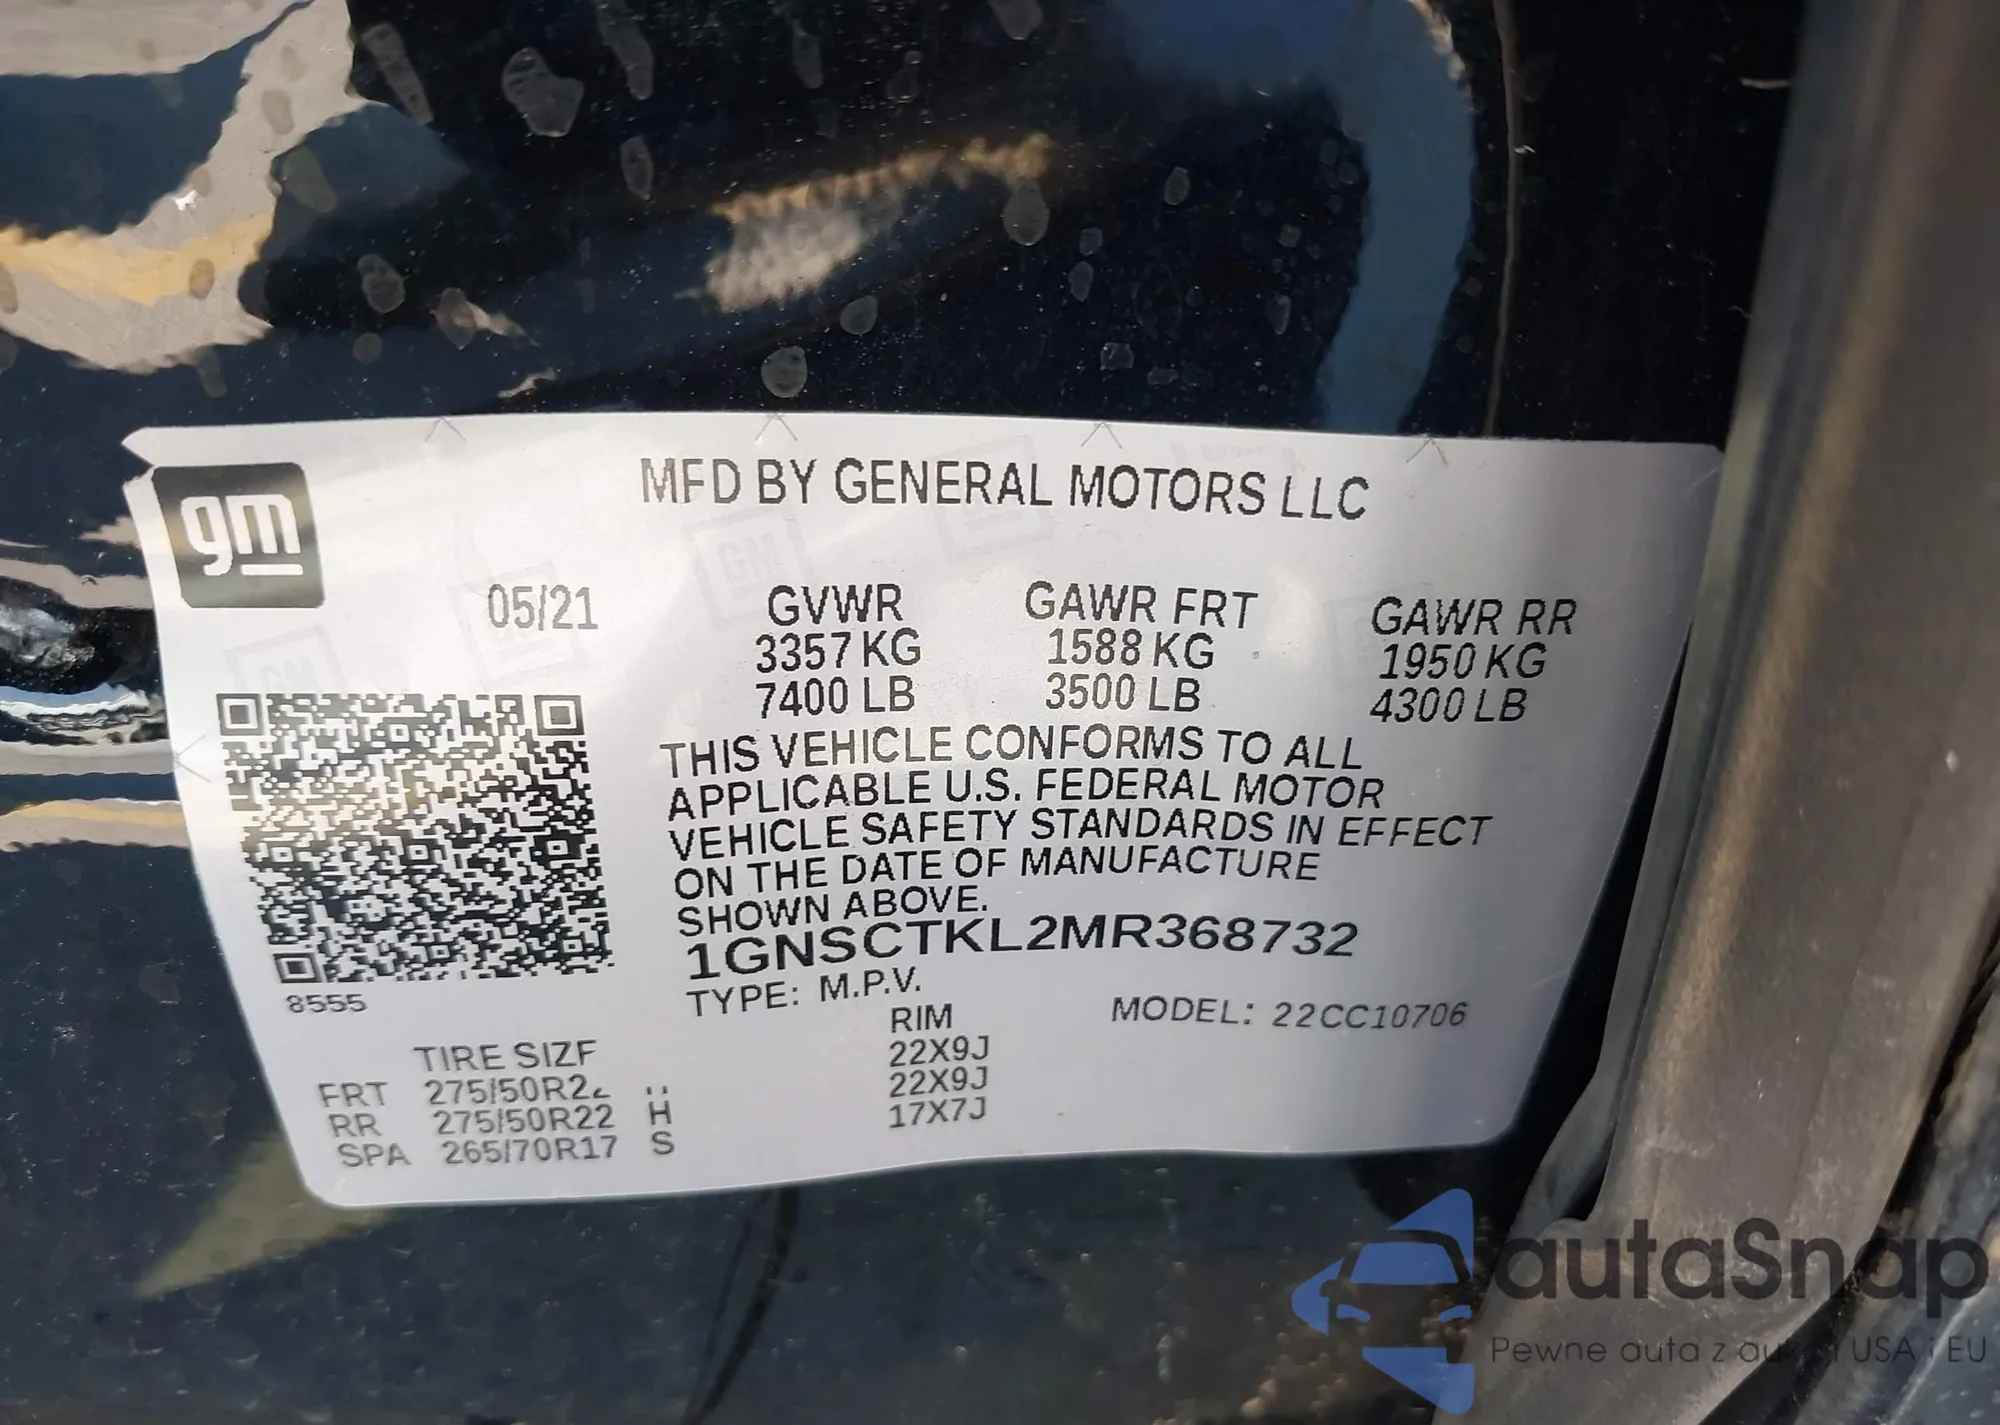 gm
MFD BY GENERAL MOTORS LLC
05/21 GVWR GAWR FRT GAWR RR
3357 KG 1588 KG 1950 KG
7400 LB 3500 LB 4300 LB
THIS VEHICLE CONFORMS TO ALL
APPLICABLE U.S. FEDERAL MOTOR
VEHICLE SAFETY STANDARDS IN EFFECT
ON THE DATE OF MANUFACTURE
SHOWN ABOVE.
1GNSCTKL2MR368732
8555 TYPE: M.P.V. MODEL: 22CC10706
TIRE SIZE RIM
FRT 275/50R22 22X9J
RR 275/50R22 H 22X9J
SPA 265/70R17 S 17X7J
autaSnap
Pewne auta z USA i EU